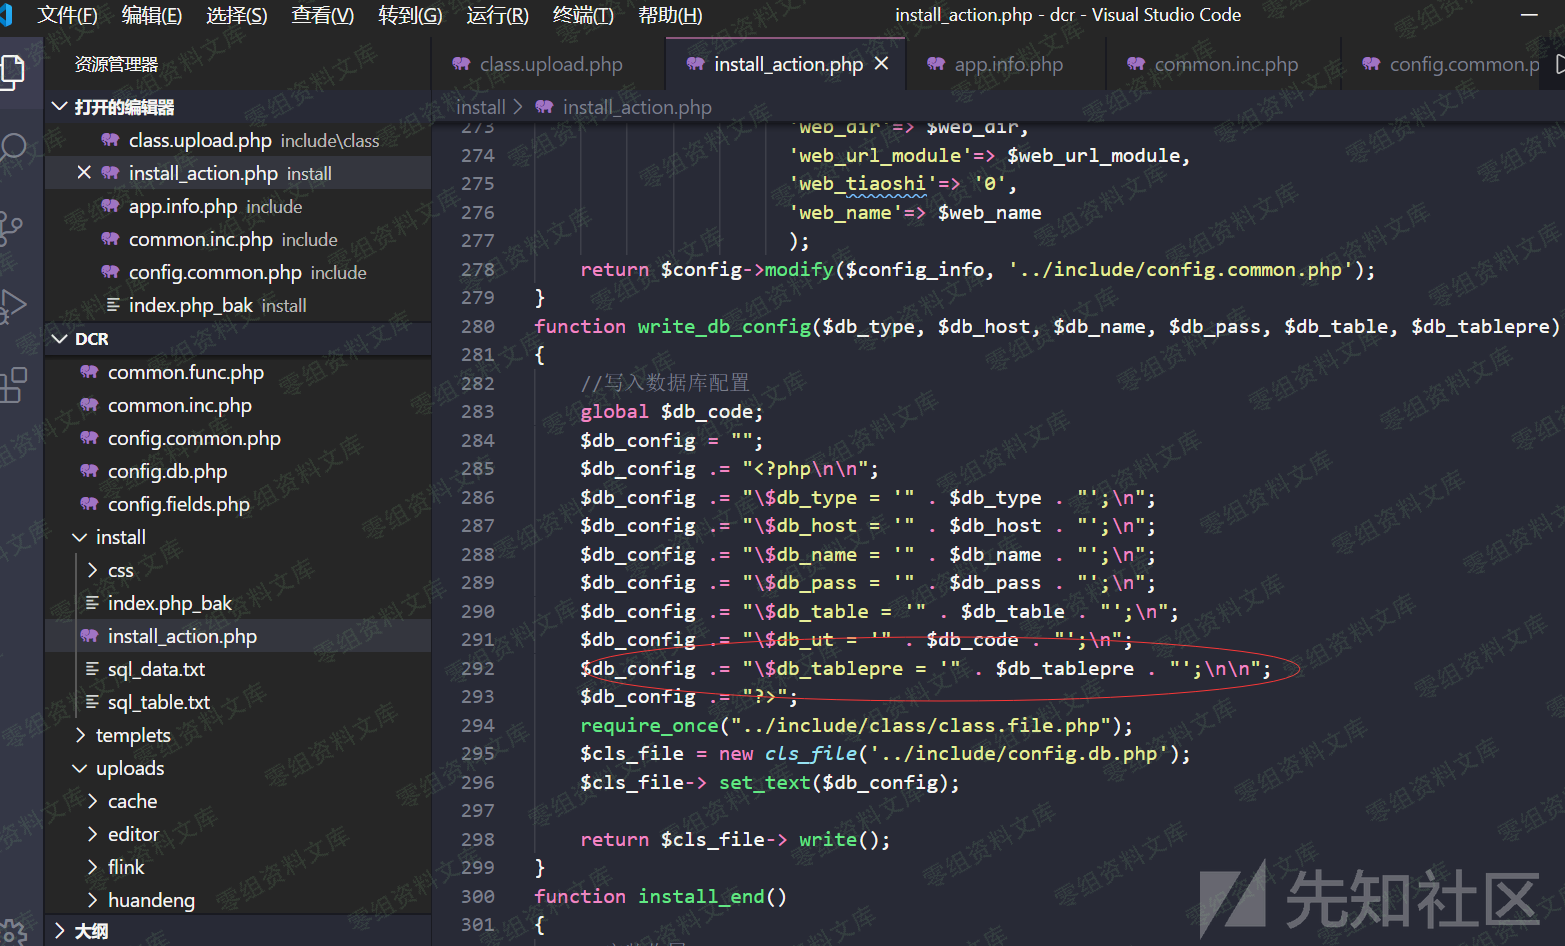 文件(F) 编辑(E) 选择(S) 查看(V) 转到(G) 运行(R) 终端(T) 帮助(H) install_action.php - dcr - Visual Studio Code
资源管理器
class.upload.php install_action.php app.info.php common.inc.php config.common.p
打开的编辑器
install > install_action.php
class.upload.php include\class
install_action.php install
app.info.php include
common.inc.php include
config.common.php include
index.php_bak install
DCR
common.func.php
common.inc.php
config.common.php
config.db.php
config.fields.php
install
css
index.php_bak
install_action.php
sql_data.txt
sql_table.txt
templets
uploads
cache
editor
flink
huandeng
大纲
273 'web_dir'=> $web_dir,
274 'web_url_module'=> $web_url_module,
275 'web_tiaoshi'=> '0',
276 'web_name'=> $web_name
277 );
278 return $config->modify($config_info, '../include/config.common.php');
279 }
280 function write_db_config($db_type, $db_host, $db_name, $db_pass, $db_table, $db_tablepre)
281 {
282 //写入数据库配置
283 global $db_code;
284 $db_config = "";
285 $db_config .= "<?php\n\n";
286 $db_config .= "\$db_type = '" . $db_type . "';\n";
287 $db_config .= "\$db_host = '" . $db_host . "';\n";
288 $db_config .= "\$db_name = '" . $db_name . "';\n";
289 $db_config .= "\$db_pass = '" . $db_pass . "';\n";
290 $db_config .= "\$db_table = '" . $db_table . "';\n";
291 $db_config .= "\$db_ut = '" . $db_code . "';\n";
292 $db_config .= "\$db_tablepre = '" . $db_tablepre . "';\n\n";
293 $db_config .= "?>";
294 require_once("../include/class/class.file.php");
295 $cls_file = new cls_file('../include/config.db.php');
296 $cls_file-> set_text($db_config);
297
298 return $cls_file-> write();
299 }
300 function install_end()
301 {
零组资料文库
先知社区